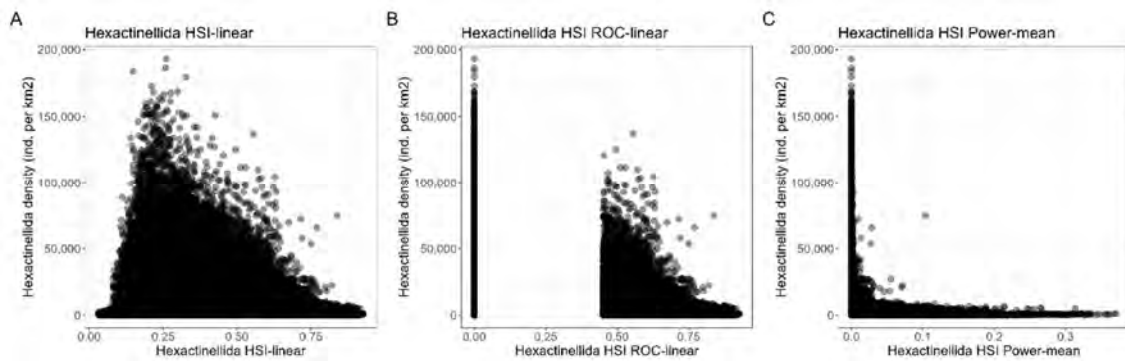 A
Hexactinellida HSI-linear
200,000
150,000
100,000
50,000
0
Hexactinellida density (ind. per km2)
0.00
0.25
0.50
0.75
Hexactinellida HSI-linear
B
Hexactinellida HSI ROC-linear
200,000
150,000
100,000
50,000
0
Hexactinellida density (ind. per km2)
0.00
0.25
0.50
0.75
Hexactinellida HSI ROC-linear
C
Hexactinellida HSI Power-mean
200,000
150,000
100,000
50,000
0
Hexactinellida density (ind. per km2)
0.0
0.1
0.2
0.3
Hexactinellida HSI Power-mean